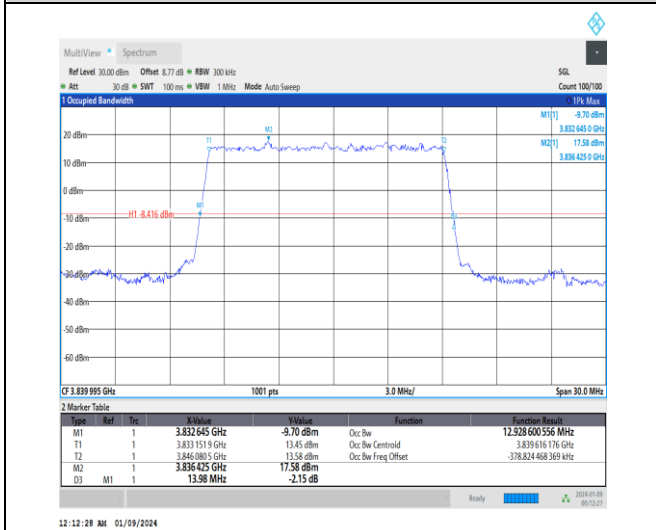 MultiView Spectrum
Ref Level 30.00 dBm Offset 8.77 dB RBW 300 kHz SGL
Att 30 dB SWT 100 ms VBW 1 MHz Mode Auto Sweep Count 100/100
1 Occupied Bandwidth 1Pk Max
M1[1] -9.70 dBm
3.832 645 0 GHz
M2[1] 17.58 dBm
3.836 425 0 GHz
20 dBm
M2
T1
T2
10 dBm
0 dBm
M1
H1 -8.416 dBm
-10 dBm
-20 dBm
-30 dBm
-40 dBm
-50 dBm
-60 dBm
CF 3.839 995 GHz 1001 pts 3.0 MHz/ Span 30.0 MHz
2 Marker Table
Type Ref Trc X-Value Y-Value Function Function Result
M1 1 3.832 645 GHz -9.70 dBm Occ Bw 12.928 600 556 MHz
T1 1 3.833 151 9 GHz 13.45 dBm Occ Bw Centroid 3.839 616 176 GHz
T2 1 3.846 080 5 GHz 13.58 dBm Occ Bw Freq Offset -378.824 468 369 kHz
M2 1 3.836 425 GHz 17.58 dBm
D3 M1 1 13.98 MHz -2.15 dB
Ready 2024-01-09
00:12:27
12:12:28 AM 01/09/2024